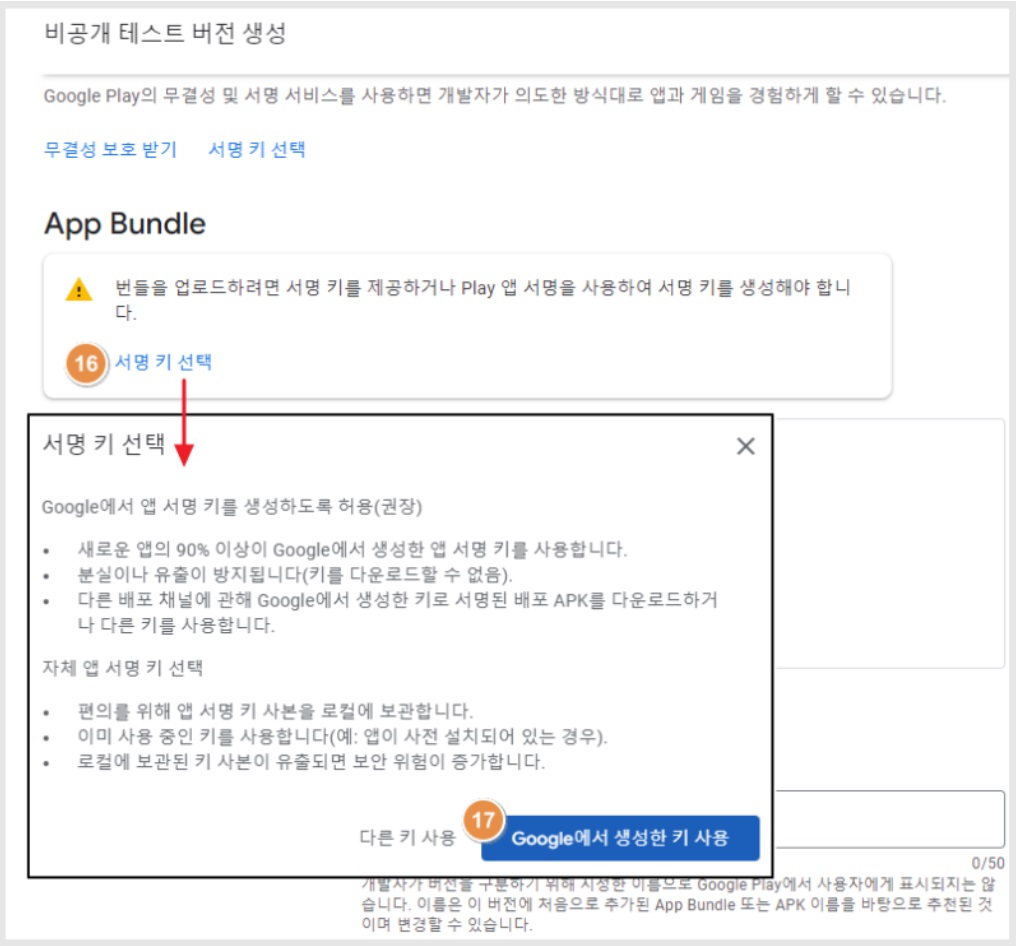 비공개 테스트 버전 생성
Google Play의 무결성 및 서명 서비스를 사용하면 개발자가 의도한 방식대로 앱과 게임을 경험하게 할 수 있습니다.
무결성 보호 받기 서명 키 선택
App Bundle
번들을 업로드하려면 서명 키를 제공하거나 Play 앱 서명을 사용하여 서명 키를 생성해야 합니
다.
16 서명 키 선택
서명 키 선택
Google에서 앱 서명 키를 생성하도록 허용(권장)
• 새로운 앱의 90% 이상이 Google에서 생성한 앱 서명 키를 사용합니다.
• 분실이나 유출이 방지됩니다(키를 다운로드할 수 없음).
• 다른 배포 채널에 관해 Google에서 생성한 키로 서명된 배포 APK를 다운로드하거
나 다른 키를 사용합니다.
자체 앱 서명 키 선택
• 편의를 위해 앱 서명 키 사본을 로컬에 보관합니다.
• 이미 사용 중인 키를 사용합니다(예: 앱이 사전 설치되어 있는 경우).
• 로컬에 보관된 키 사본이 유출되면 보안 위험이 증가합니다.
다른 키 사용 17 Google에서 생성한 키 사용
0/50
개발자가 버전을 구분하기 위해 지정한 이름으로 Google Play에서 사용자에게 표시되지는 않
습니다. 이름은 이 버전에 처음으로 추가된 App Bundle 또는 APK 이름을 바탕으로 추천된 것
이며 변경할 수 있습니다.